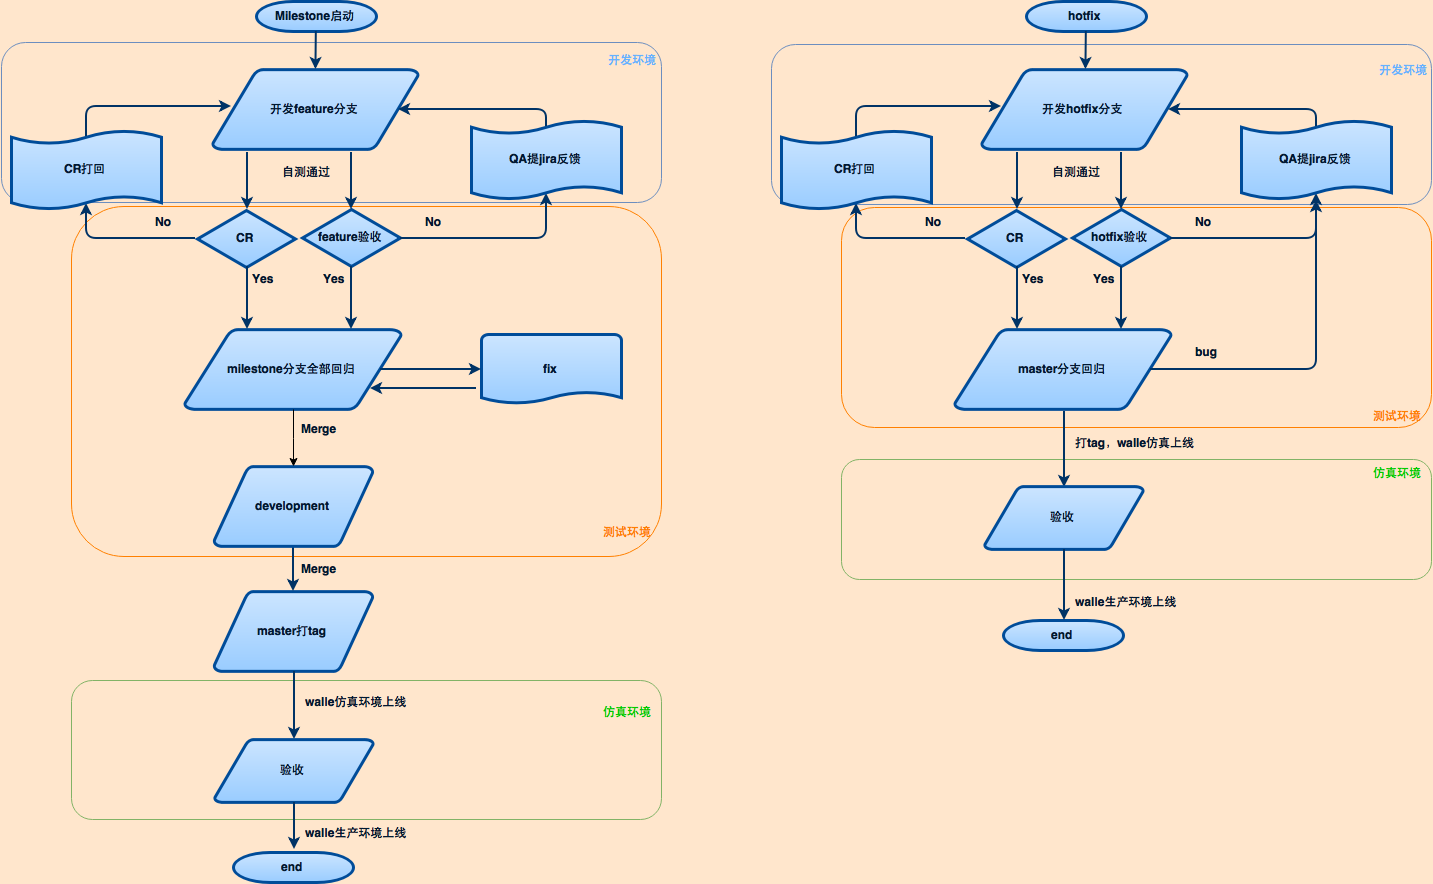 Milestone启动
开发环境
开发feature分支
CR打回
QA提jira反馈
自测通过
No
CR
feature验收
No
Yes
Yes
milestone分支全部回归
fix
Merge
development
测试环境
Merge
master打tag
walle仿真环境上线
仿真环境
验收
walle生产环境上线
end
hotfix
开发环境
开发hotfix分支
CR打回
QA提jira反馈
自测通过
No
CR
hotfix验收
No
Yes
Yes
master分支回归
bug
测试环境
打tag，walle仿真上线
仿真环境
验收
walle生产环境上线
end